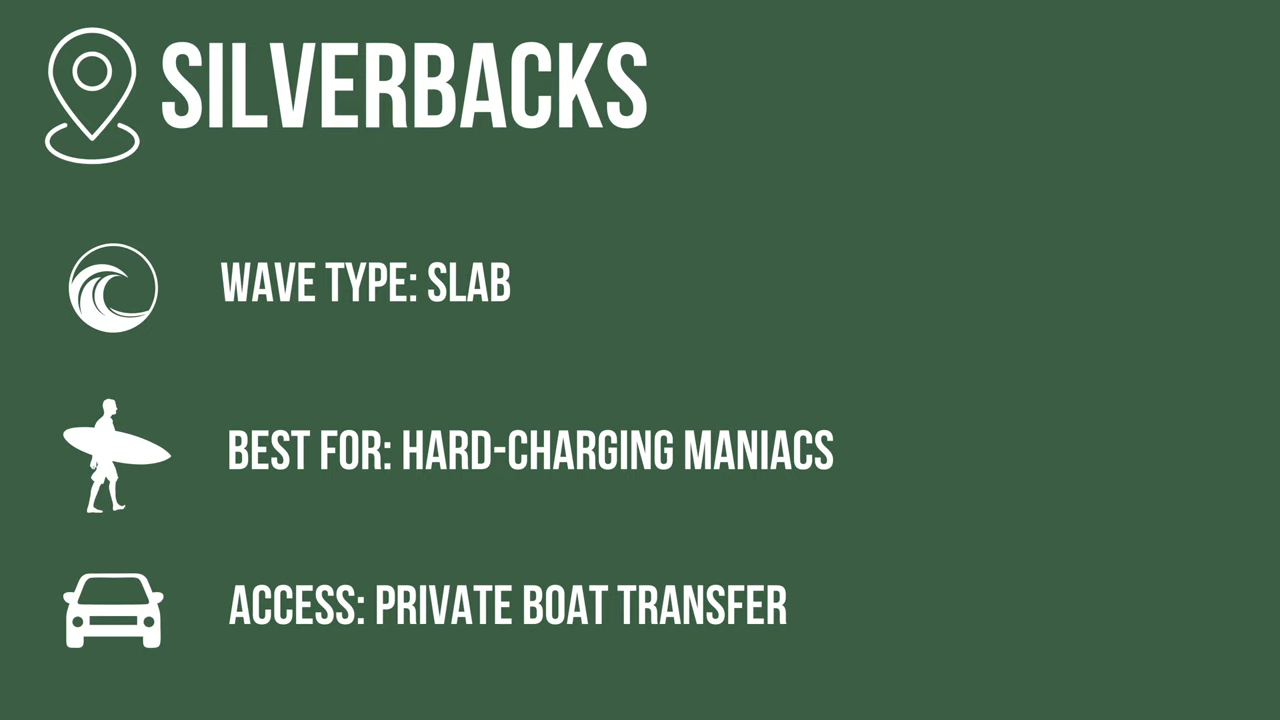 SILVERBACKS
WAVE TYPE: SLAB
BEST FOR: HARD-CHARGING MANIACS
ACCESS: PRIVATE BOAT TRANSFER